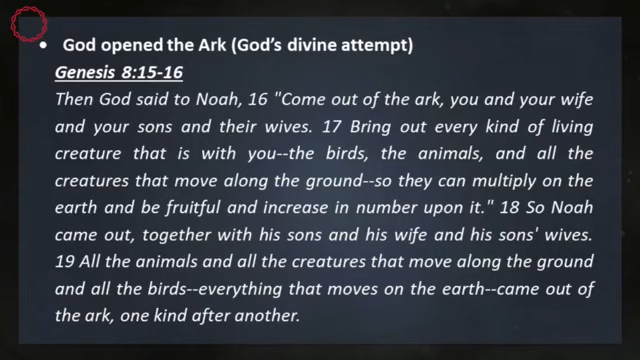 • God opened the Ark (God's divine attempt)
Genesis 8:15-16
Then God said to Noah, 16 "Come out of the ark, you and your wife
and your sons and their wives. 17 Bring out every kind of living
creature that is with you--the birds, the animals, and all the
creatures that move along the ground--so they can multiply on the
earth and be fruitful and increase in number upon it." 18 So Noah
came out, together with his sons and his wife and his sons' wives.
19 All the animals and all the creatures that move along the ground
and all the birds--everything that moves on the earth--came out of
the ark, one kind after another.